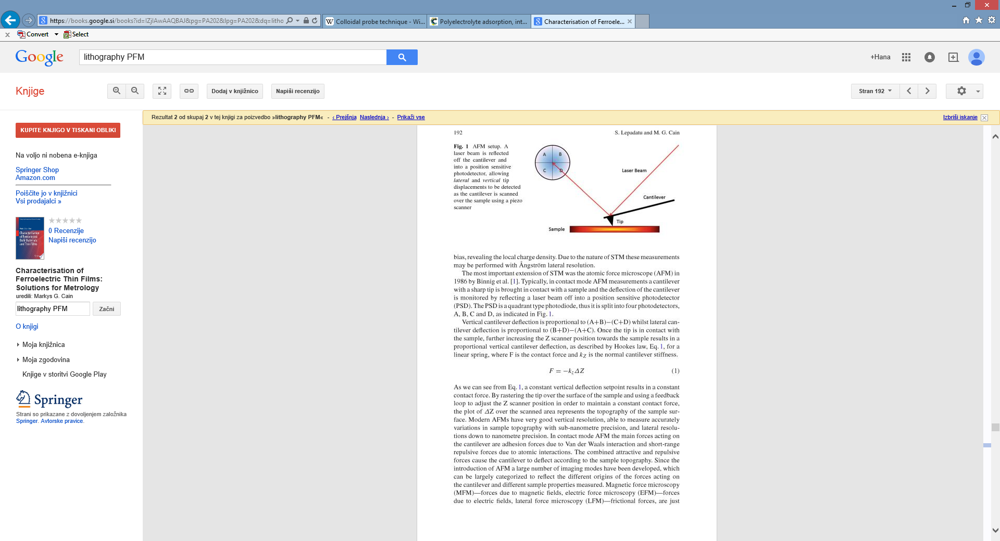 https://books.google.si/books?id=IZjIAwAAQBAJ&pg=PA202&lpg=PA202&dq=litho
Colloidal probe technique - Wi...
Polyelectrolyte adsorption, int...
Characterisation of Ferroele...
x Convert Select
Google lithography PFM +Hana
Knjige Dodaj v knjižnico Napiši recenzijo Stran 192
Rezultat 2 od skupaj 2 v tej knjigi za poizvedbo »lithography PFM« - ‹ Prejšnja Naslednja › - Prikaži vse Izbriši iskanje
KUPITE KNJIGO V TISKANI OBLIKI
Na voljo ni nobena e-knjiga
Springer Shop
Amazon.com
Poiščite jo v knjižnici
Vsi prodajalci »
0 Recenzije
Napiši recenzijo
Characterisation of
Ferroelectric Thin Films:
Solutions for Metrology
uredili: Markys G. Cain
lithography PFM Začni
O knjigi
Moja knjižnica
Moja zgodovina
Knjige v storitvi Google Play
Springer
Strani so prikazane z dovoljenjem založnika
Springer. Avtorske pravice.
192 S. Lepadatu and M. G. Cain
Fig. 1 AFM setup. A
laser beam is reflected
off the cantilever and
into a position sensitive
photodetector, allowing
lateral and vertical tip
displacements to be detected
as the cantilever is scanned
over the sample using a piezo
scanner
A B
C D
Laser Beam
Cantilever
Tip
Sample
bias, revealing the local charge density. Due to the nature of STM these measurements
may be performed with Ångström lateral resolution.
The most important extension of STM was the atomic force microscope (AFM) in
1986 by Binnig et al. [1]. Typically, in contact mode AFM measurements a cantilever
with a sharp tip is brought in contact with a sample and the deflection of the cantilever
is monitored by reflecting a laser beam off into a position sensitive photodetector
(PSD). The PSD is a quadrant type photodiode, thus it is split into four photodetectors,
A, B, C and D, as indicated in Fig. 1.
Vertical cantilever deflection is proportional to (A+B)−(C+D) whilst lateral can-
tilever deflection is proportional to (B+D)−(A+C). Once the tip is in contact with
the sample, further increasing the Z scanner position towards the sample results in a
proportional vertical cantilever deflection, as described by Hookes law, Eq. 1, for a
linear spring, where F is the contact force and kZ is the normal cantilever stiffness.
F = −kzΔZ (1)
As we can see from Eq. 1, a constant vertical deflection setpoint results in a constant
contact force. By rastering the tip over the surface of the sample and using a feedback
loop to adjust the Z scanner position in order to maintain a constant contact force,
the plot of ΔZ over the scanned area represents the topography of the sample sur-
face. Modern AFMs have very good vertical resolution, able to measure accurately
variations in sample topography with sub-nanometre precision, and lateral resolu-
tions down to nanometre precision. In contact mode AFM the main forces acting on
the cantilever are adhesion forces due to Van der Waals interaction and short-range
repulsive forces due to atomic interactions. The combined attractive and repulsive
forces cause the cantilever to deflect according to the sample topography. Since the
introduction of AFM a large number of imaging modes have been developed, which
can be largely categorized to reflect the different origins of the forces acting on
the cantilever and different sample properties measured. Magnetic force microscopy
(MFM)—forces due to magnetic fields, electric force microscopy (EFM)—forces
due to electric fields, lateral force microscopy (LFM)—frictional forces, are just